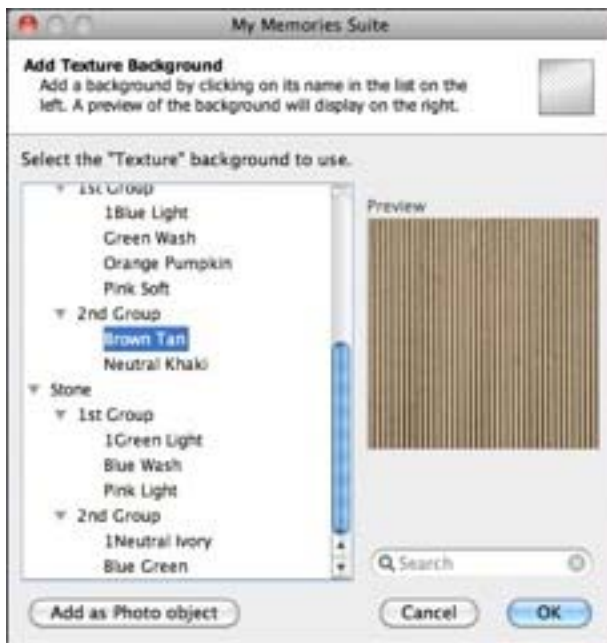 My Memories Suite
Add Texture Background
Add a background by clicking on its name in the list on the
left. A preview of the background will display on the right.
Select the "Texture" background to use.
1st Group
1Blue Light
Green Wash
Orange Pumpkin
Pink Soft
2nd Group
Brown Tan
Neutral Khaki
Stone
1st Group
1Green Light
Blue Wash
Pink Light
2nd Group
1Neutral Ivory
Blue Green
Preview
Search
Add as Photo object
Cancel
OK